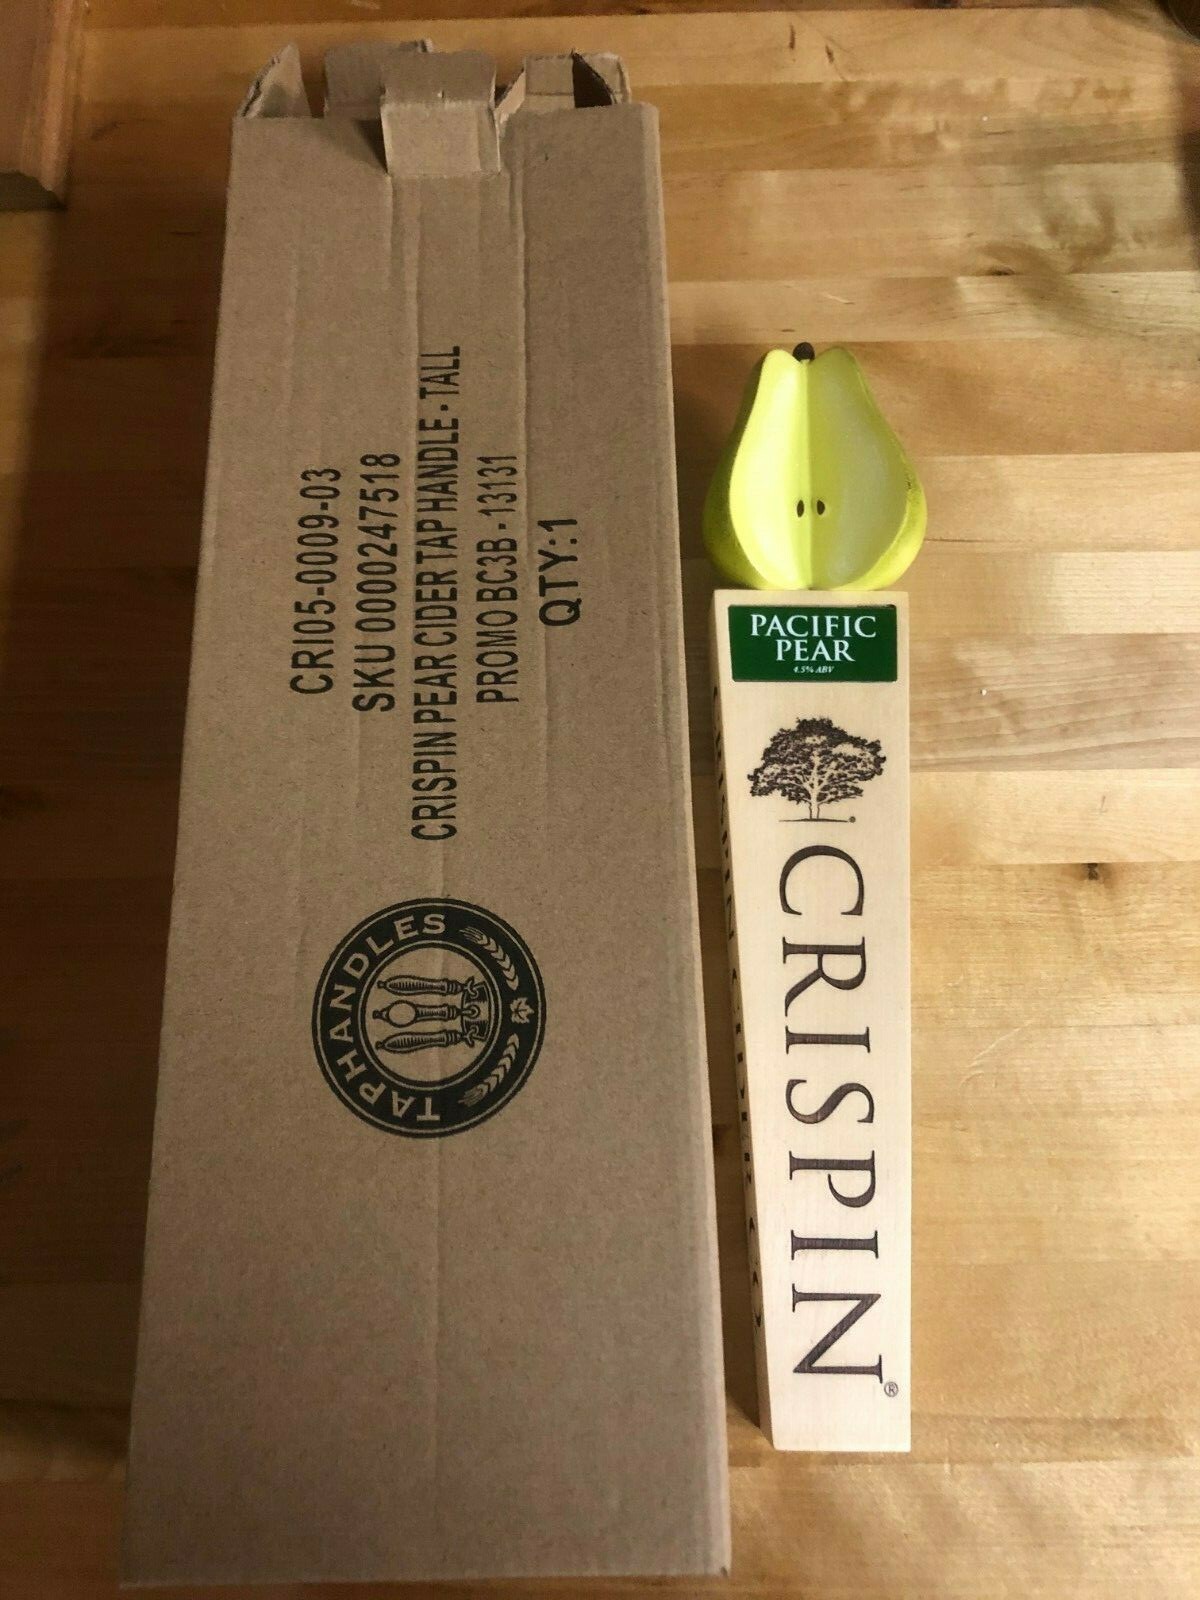 CRI05-0009-03
SKU 0000247518
CRISPIN PEAR CIDER TAP HANDLE - TALL
PROMO BC3B - 13131
QTY:1
TAPHANDLES
PACIFIC
PEAR
4.5% ABV
CRISPIN®